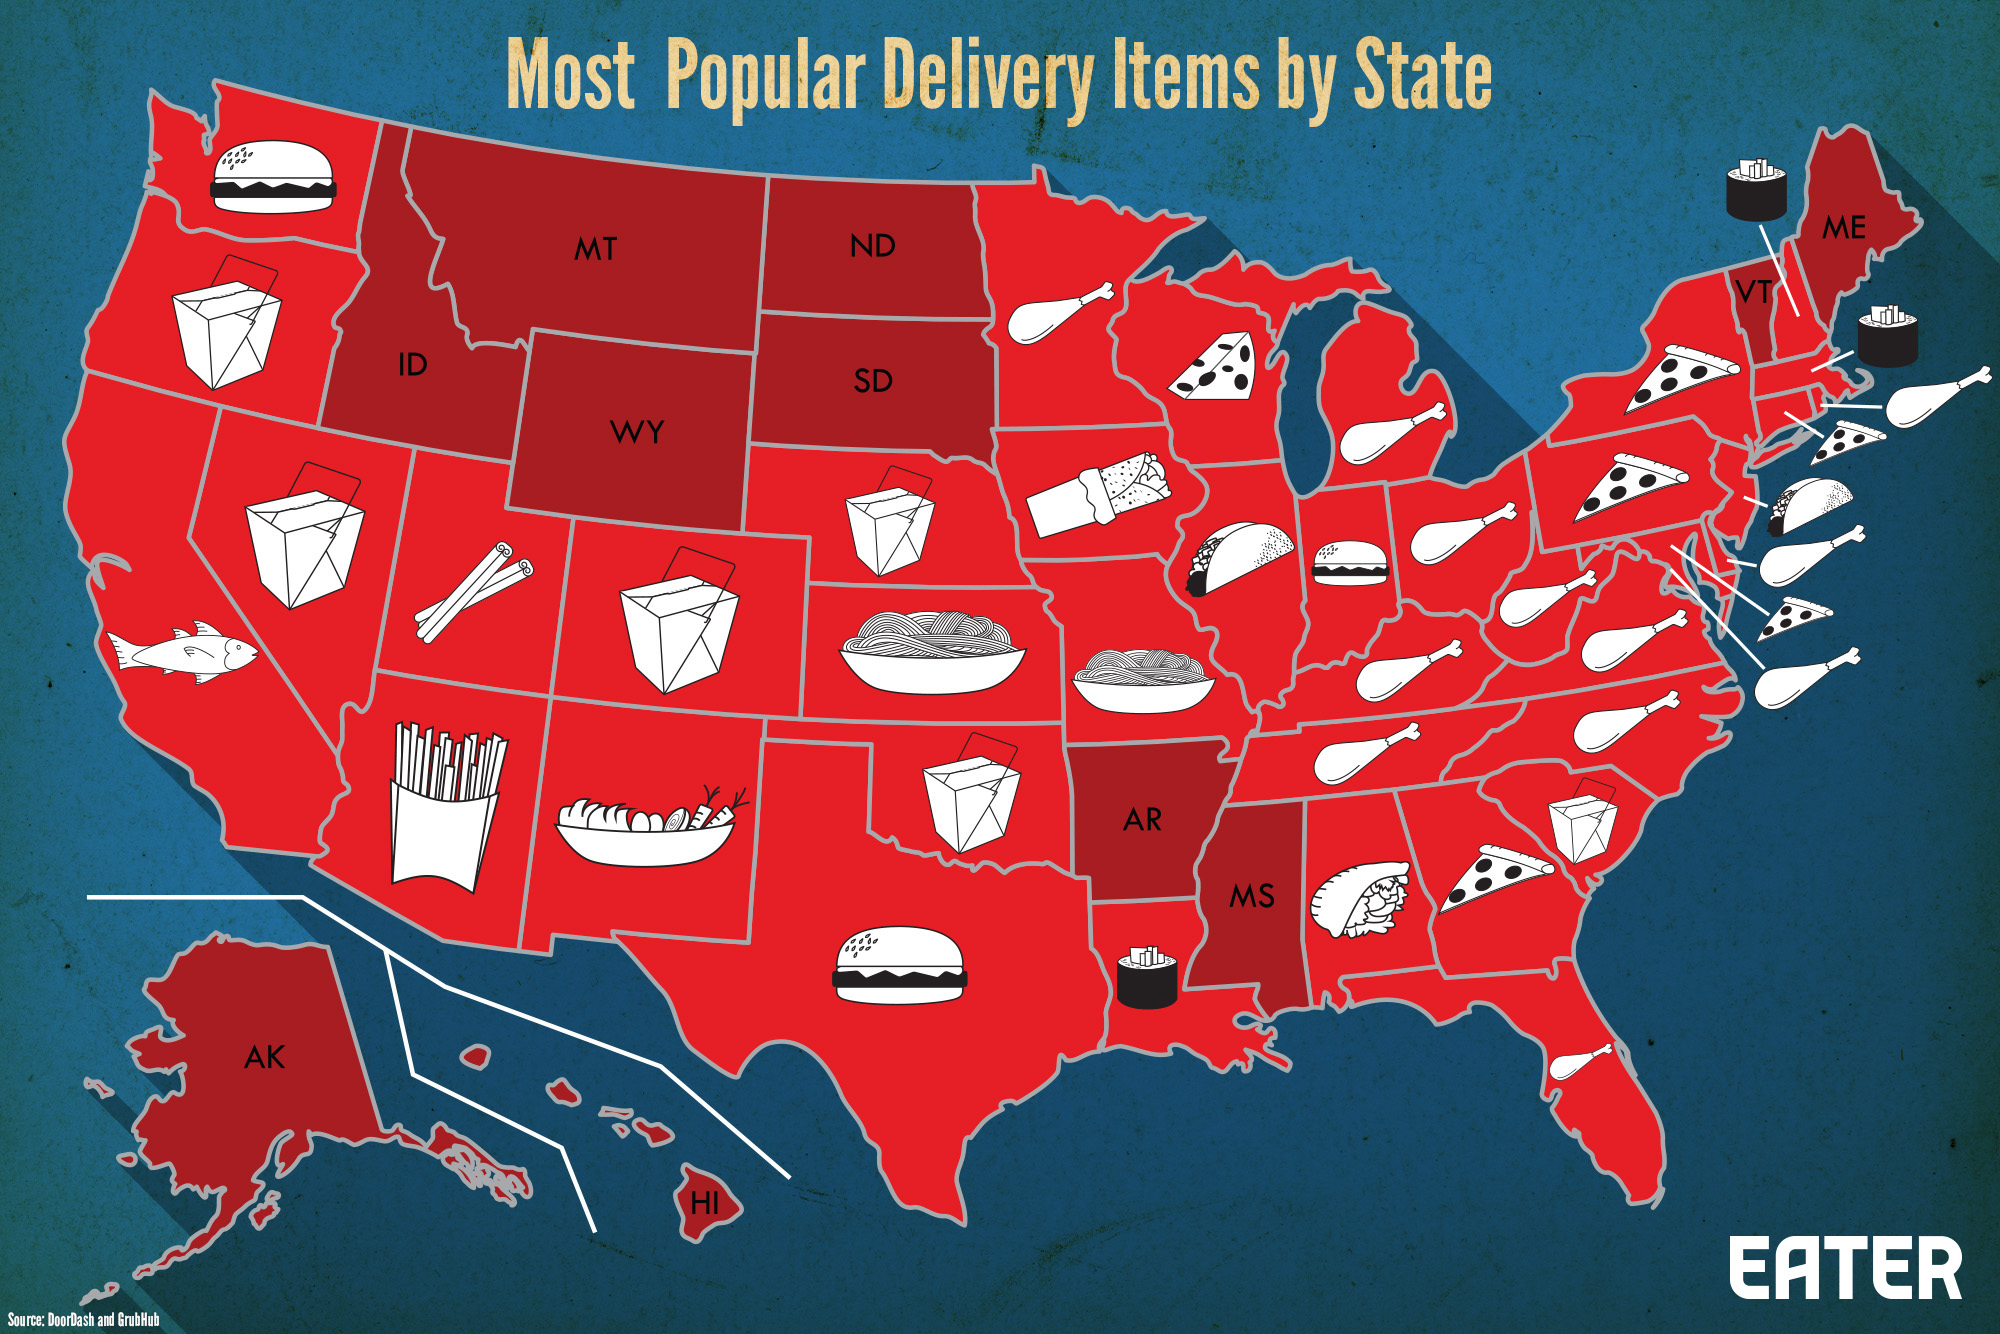 Most Popular Delivery Items by State
ME
MT
ND
VT
ID
SD
WY
AR
MS
AK
HI
EATER
Source: DoorDash and GrubHub